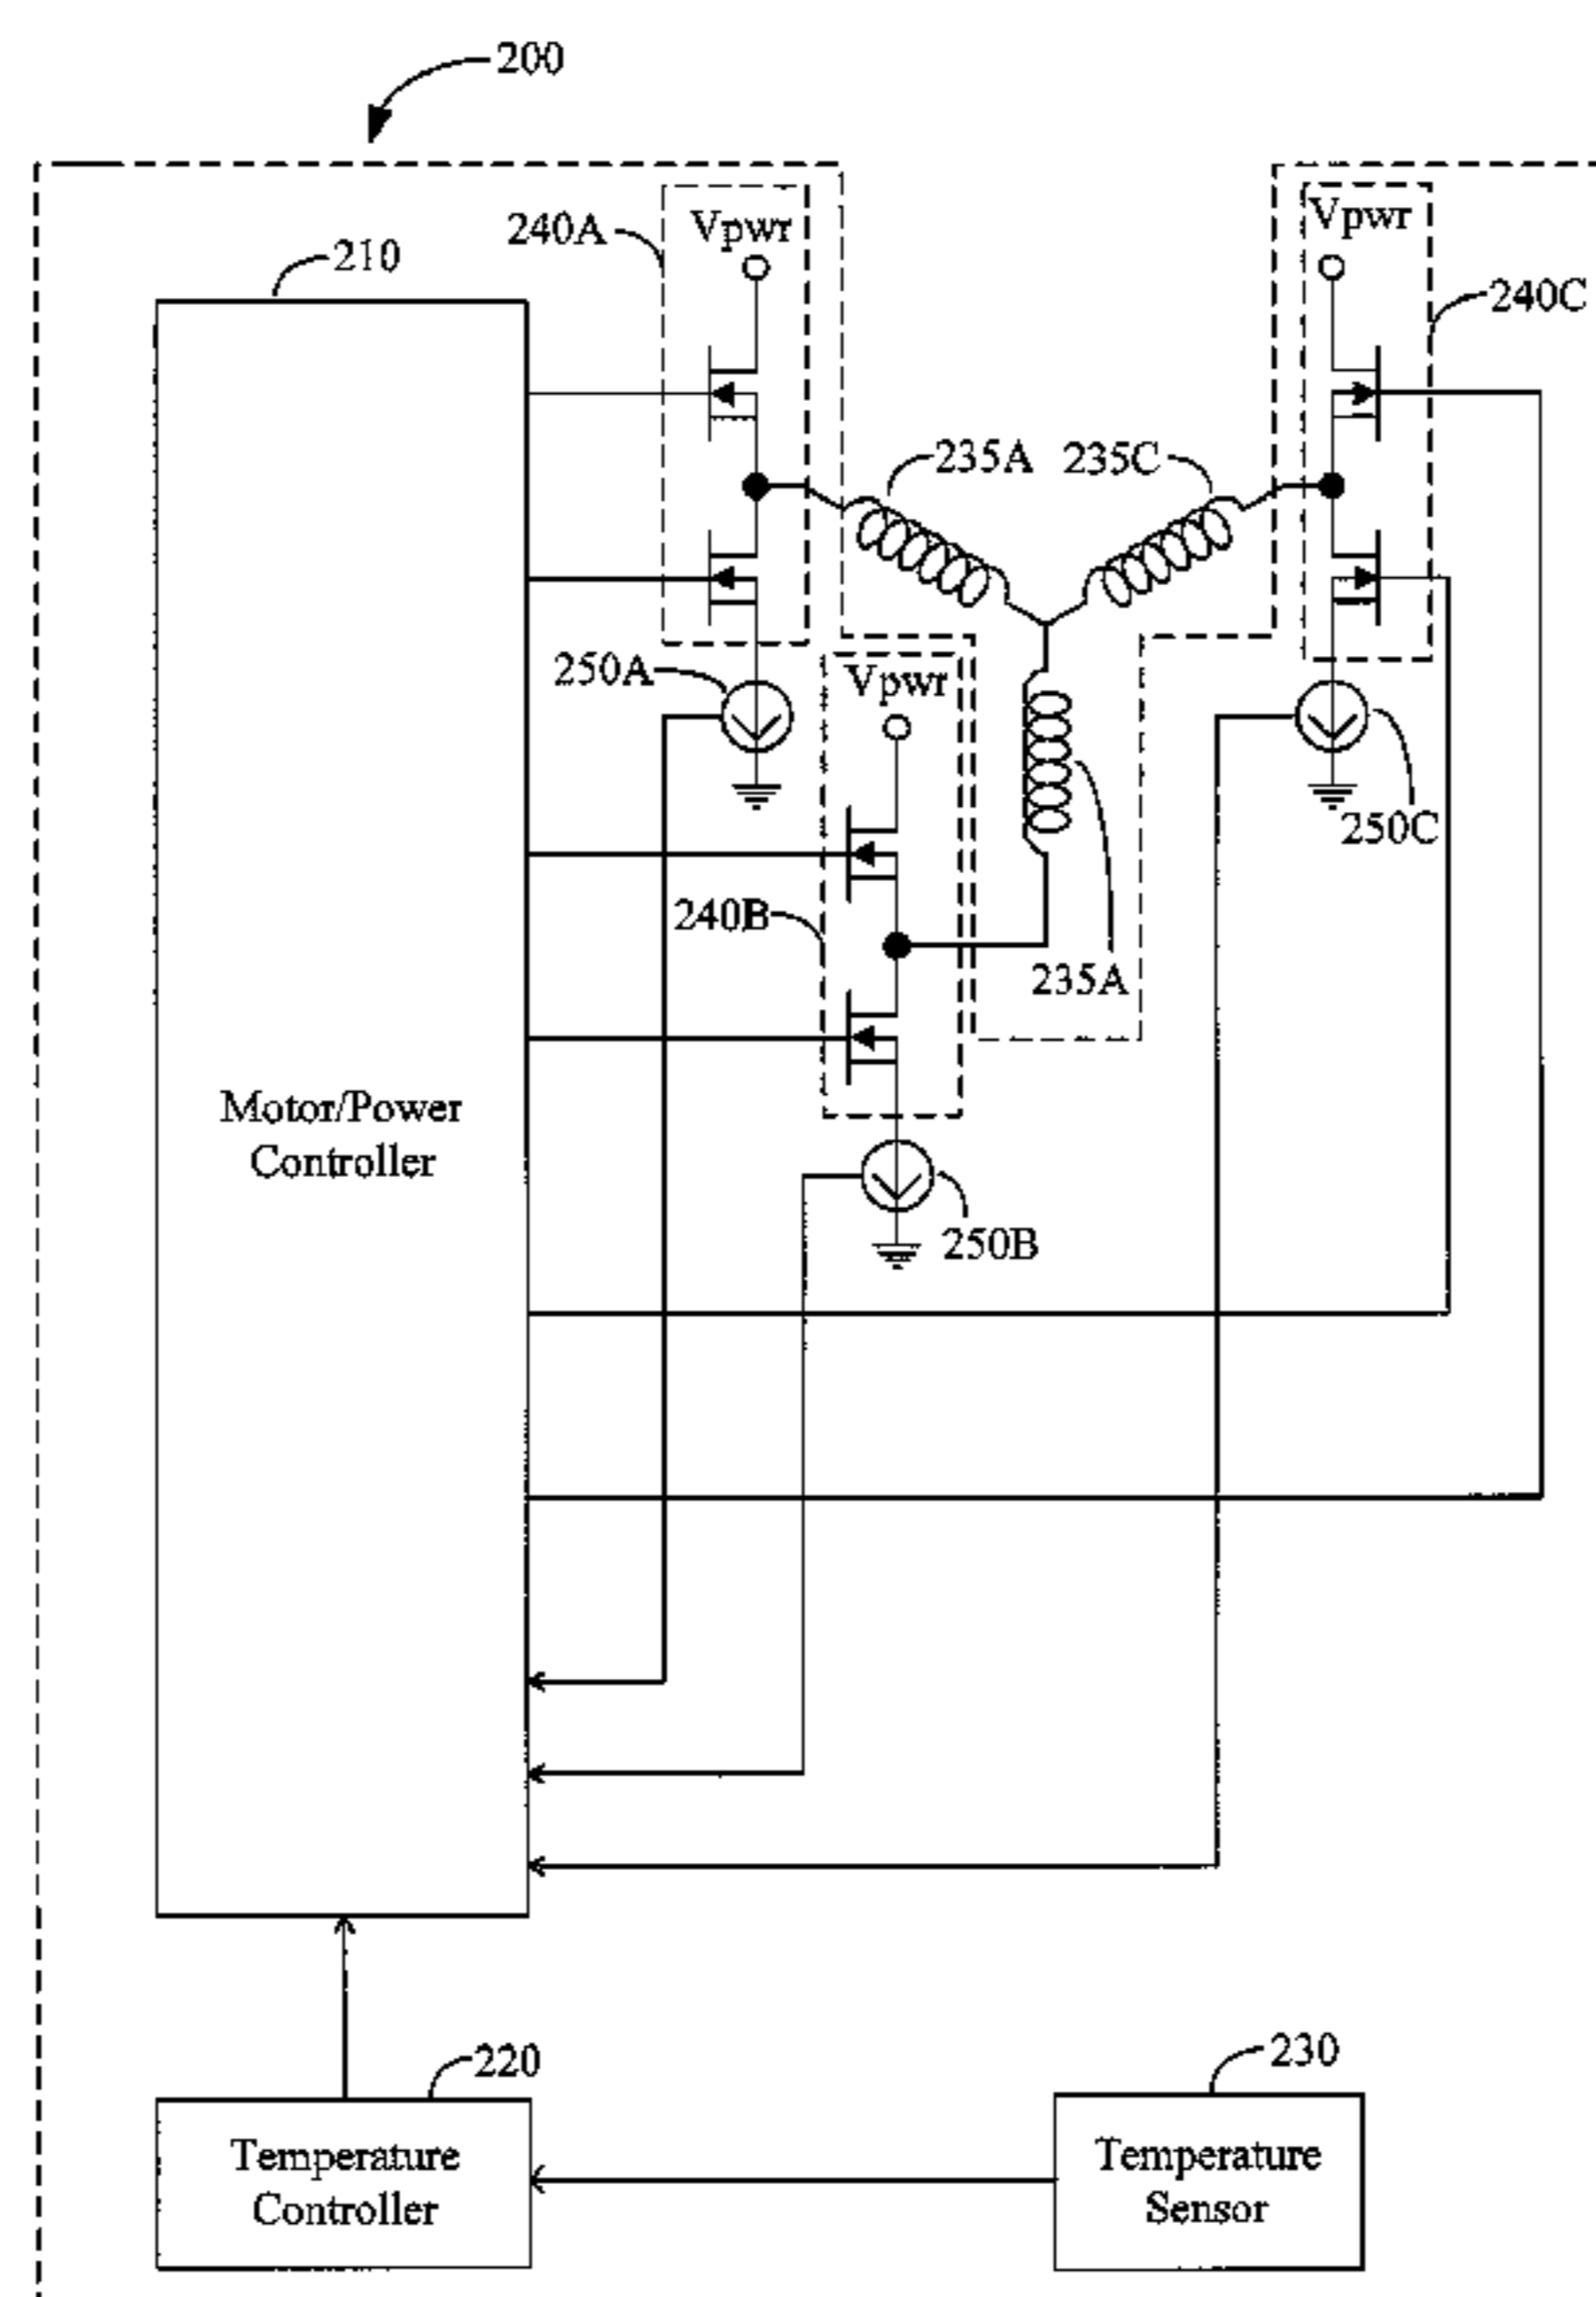 200
240A
Vpwr
Vpwr
210
240C
235A
235C
250A
Vpwr
250C
240B
235A
Motor/Power
Controller
250B
220
230
Temperature
Controller
Temperature
Sensor